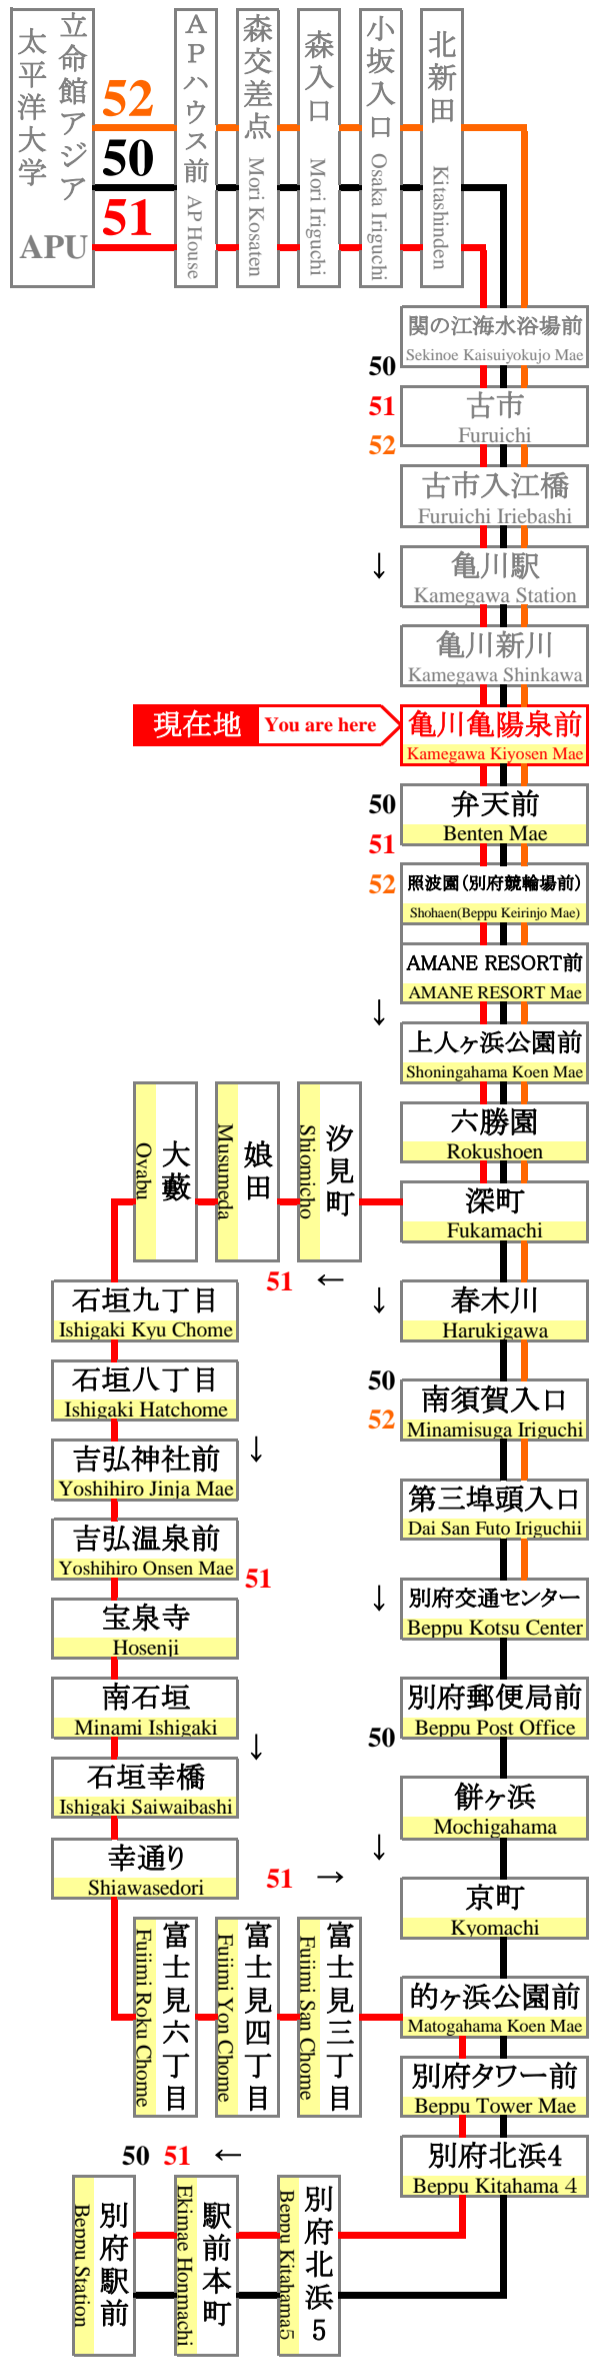 立命館アジア
太平洋大学
APU
52
50
51
APハウス前
AP House
森交差点
Mori Kosaten
森入口
Mori Iriguchi
小坂入口
Osaka Iriguchi
北新田
Kitashinden
関の江海水浴場前
Sekinoe Kaisuiyokujo Mae
50
51
52
古市
Furuichi
古市入江橋
Furuichi Iriebashi
↓
亀川駅
Kamegawa Station
亀川新川
Kamegawa Shinkawa
現在地
You are here
亀川亀陽泉前
Kamegawa Kiyosen Mae
50
51
52
弁天前
Benten Mae
照波園(別府競輪場前)
Shohaen(Beppu Keirinjo Mae)
AMANE RESORT前
AMANE RESORT Mae
↓
上人ヶ浜公園前
Shoningahama Koen Mae
六勝園
Rokushoen
深町
Fukamachi
汐見町
Shiomicho
娘田
Musumeda
大藪
Oyabu
51 ←
↓
春木川
Harukigawa
50
52
南須賀入口
Minamisuga Iriguchi
第三埠頭入口
Dai San Futo Iriguchii
↓
別府交通センター
Beppu Kotsu Center
別府郵便局前
Beppu Post Office
50
餅ヶ浜
Mochigahama
↓
京町
Kyomachi
石垣九丁目
Ishigaki Kyu Chome
石垣八丁目
Ishigaki Hatchome
↓
吉弘神社前
Yoshihiro Jinja Mae
吉弘温泉前
Yoshihiro Onsen Mae
51
宝泉寺
Hosenji
南石垣
Minami Ishigaki
↓
石垣幸橋
Ishigaki Saiwaibashi
幸通り
Shiawasedori
51 →
富士見六丁目
Fujimi Roku Chome
富士見四丁目
Fujimi Yon Chome
富士見三丁目
Fujimi San Chome
的ヶ浜公園前
Matogahama Koen Mae
別府タワー前
Beppu Tower Mae
別府北浜4
Beppu Kitahama 4
50 51 ←
別府北浜5
Beppu Kitahama5
駅前本町
Ekimae Honmachi
別府駅前
Beppu Station